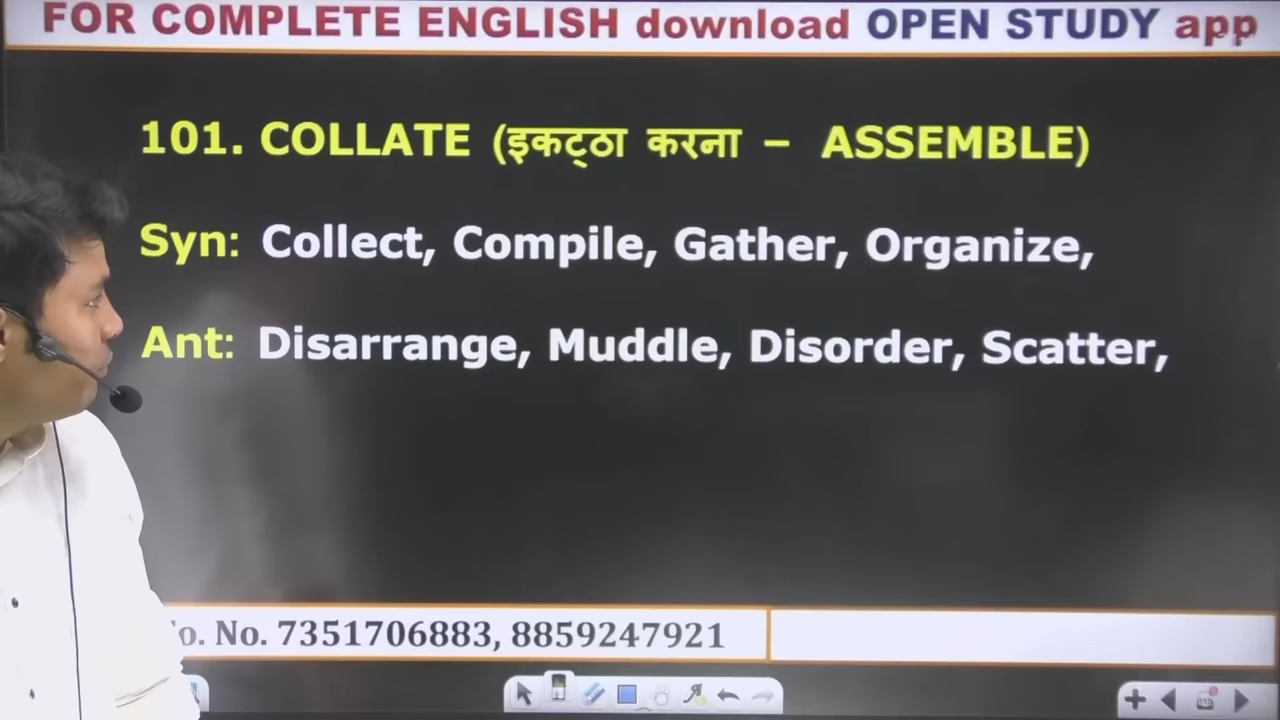 FOR COMPLETE ENGLISH download OPEN STUDY app
101. COLLATE (इकट्ठा करना – ASSEMBLE)
Syn: Collect, Compile, Gather, Organize,
Ant: Disarrange, Muddle, Disorder, Scatter,
No. 7351706883, 8859247921